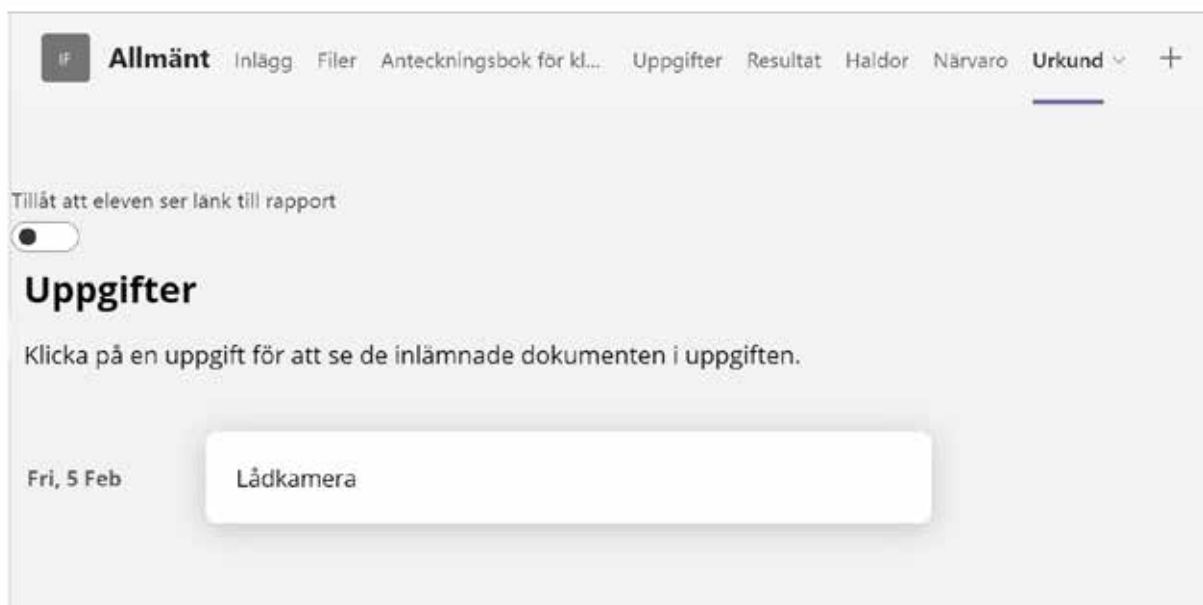 IF Allmänt Inlägg Filer Anteckningsbok för kl... Uppgifter Resultat Haldor Närvaro Urkund
Tillåt att eleven ser länk till rapport
Uppgifter
Klicka på en uppgift för att se de inlämnade dokumenten i uppgiften.
Fri, 5 Feb Lådkamera